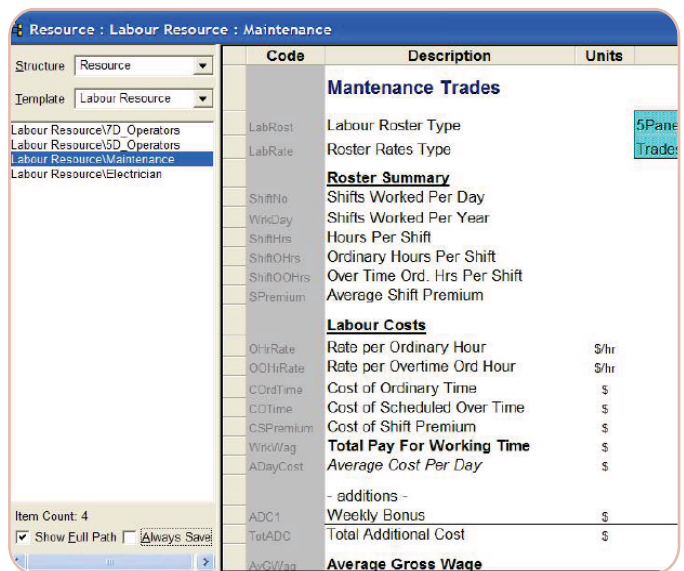 Resource : Labour Resource : Maintenance
Structure Resource
Template Labour Resource
Labour Resource\7D_Operators
Labour Resource\5D_Operators
Labour Resource\Maintenance
Labour Resource\Electrician
Item Count: 4
Show Full Path Always Save
Code Description Units
Mantenance Trades
LabRost Labour Roster Type 5Pane
LabRate Roster Rates Type Trades
Roster Summary
ShiftNo Shifts Worked Per Day
WrkDay Shifts Worked Per Year
ShiftHrs Hours Per Shift
ShiftOHrs Ordinary Hours Per Shift
ShiftOOHrs Over Time Ord. Hrs Per Shift
SPremium Average Shift Premium
Labour Costs
OHrRate Rate per Ordinary Hour $/hr
OOHrRate Rate per Overtime Ord Hour $/hr
COrdTime Cost of Ordinary Time $
COTime Cost of Scheduled Over Time $
CSPremium Cost of Shift Premium $
WrkWag Total Pay For Working Time $
ADayCost Average Cost Per Day $
- additions -
ADC1 Weekly Bonus $
TotADC Total Additional Cost $
AvGWag Average Gross Wage